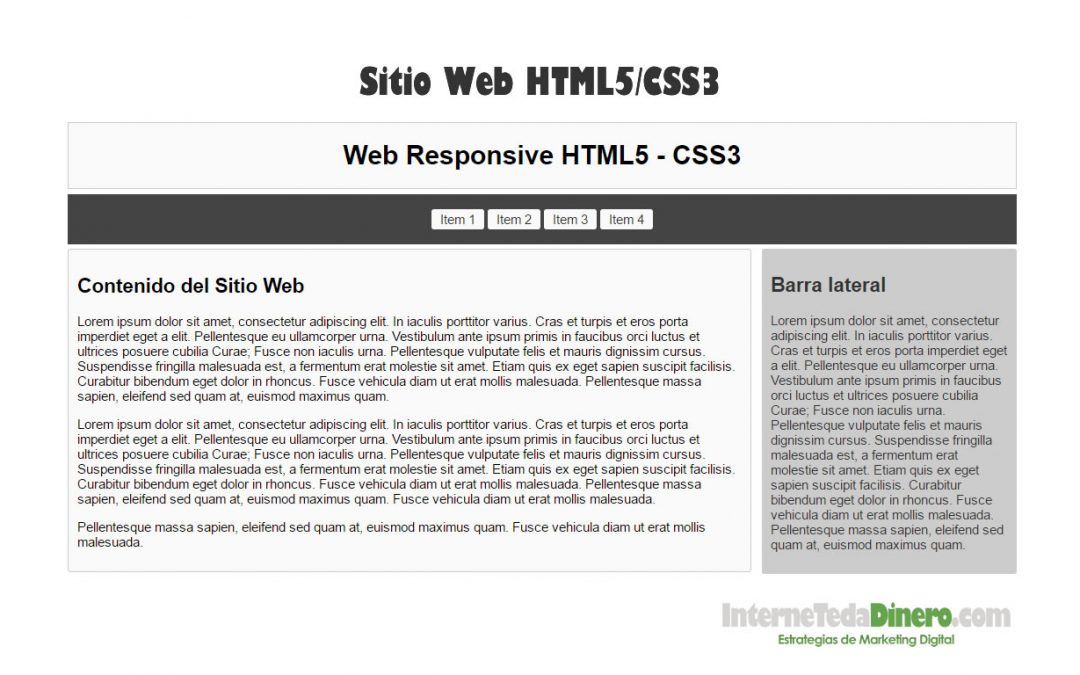 Sitio Web HTML5/CSS3
Web Responsive HTML5 - CSS3
Item 1 Item 2 Item 3 Item 4
Contenido del Sitio Web
Lorem ipsum dolor sit amet, consectetur adipiscing elit. In iaculis porttitor varius. Cras et turpis et eros porta
imperdiet eget a elit. Pellentesque eu ullamcorper urna. Vestibulum ante ipsum primis in faucibus orci luctus et
ultrices posuere cubilia Curae; Fusce non iaculis urna. Pellentesque vulputate felis et mauris dignissim cursus.
Suspendisse fringilla malesuada est, a fermentum erat molestie sit amet. Etiam quis ex eget sapien suscipit facilisis.
Curabitur bibendum eget dolor in rhoncus. Fusce vehicula diam ut erat mollis malesuada. Pellentesque massa
sapien, eleifend sed quam at, euismod maximus quam.
Lorem ipsum dolor sit amet, consectetur adipiscing elit. In iaculis porttitor varius. Cras et turpis et eros porta
imperdiet eget a elit. Pellentesque eu ullamcorper urna. Vestibulum ante ipsum primis in faucibus orci luctus et
ultrices posuere cubilia Curae; Fusce non iaculis urna. Pellentesque vulputate felis et mauris dignissim cursus.
Suspendisse fringilla malesuada est, a fermentum erat molestie sit amet. Etiam quis ex eget sapien suscipit facilisis.
Curabitur bibendum eget dolor in rhoncus. Fusce vehicula diam ut erat mollis malesuada. Pellentesque massa
sapien, eleifend sed quam at, euismod maximus quam. Fusce vehicula diam ut erat mollis malesuada.
Pellentesque massa sapien, eleifend sed quam at, euismod maximus quam. Fusce vehicula diam ut erat mollis
malesuada.
Barra lateral
Lorem ipsum dolor sit amet, consectetur
adipiscing elit. In iaculis porttitor varius.
Cras et turpis et eros porta imperdiet eget
a elit. Pellentesque eu ullamcorper urna.
Vestibulum ante ipsum primis in faucibus
orci luctus et ultrices posuere cubilia
Curae; Fusce non iaculis urna.
Pellentesque vulputate felis et mauris
dignissim cursus. Suspendisse fringilla
malesuada est, a fermentum erat
molestie sit amet. Etiam quis ex eget
sapien suscipit facilisis. Curabitur
bibendum eget dolor in rhoncus. Fusce
vehicula diam ut erat mollis malesuada.
Pellentesque massa sapien, eleifend sed
quam at, euismod maximus quam.
InterneTedaDinero.com
Estrategias de Marketing Digital